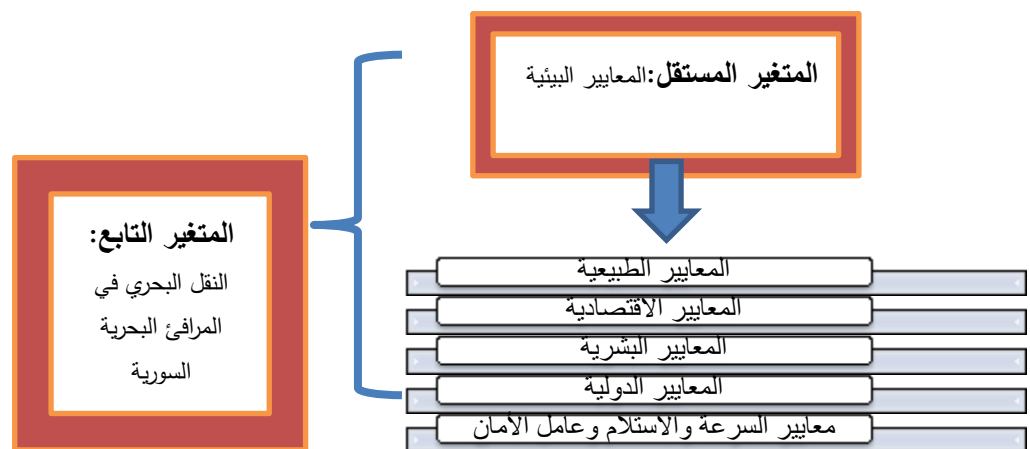 المتغير المستقل:المعايير البيئية
المعايير الطبيعية
المعايير الاقتصادية
المعايير البشرية
المعايير الدولية
معايير السرعة والاستلام وعامل الأمان
المتغير التابع:
النقل البحري في
المرافئ البحرية
السورية